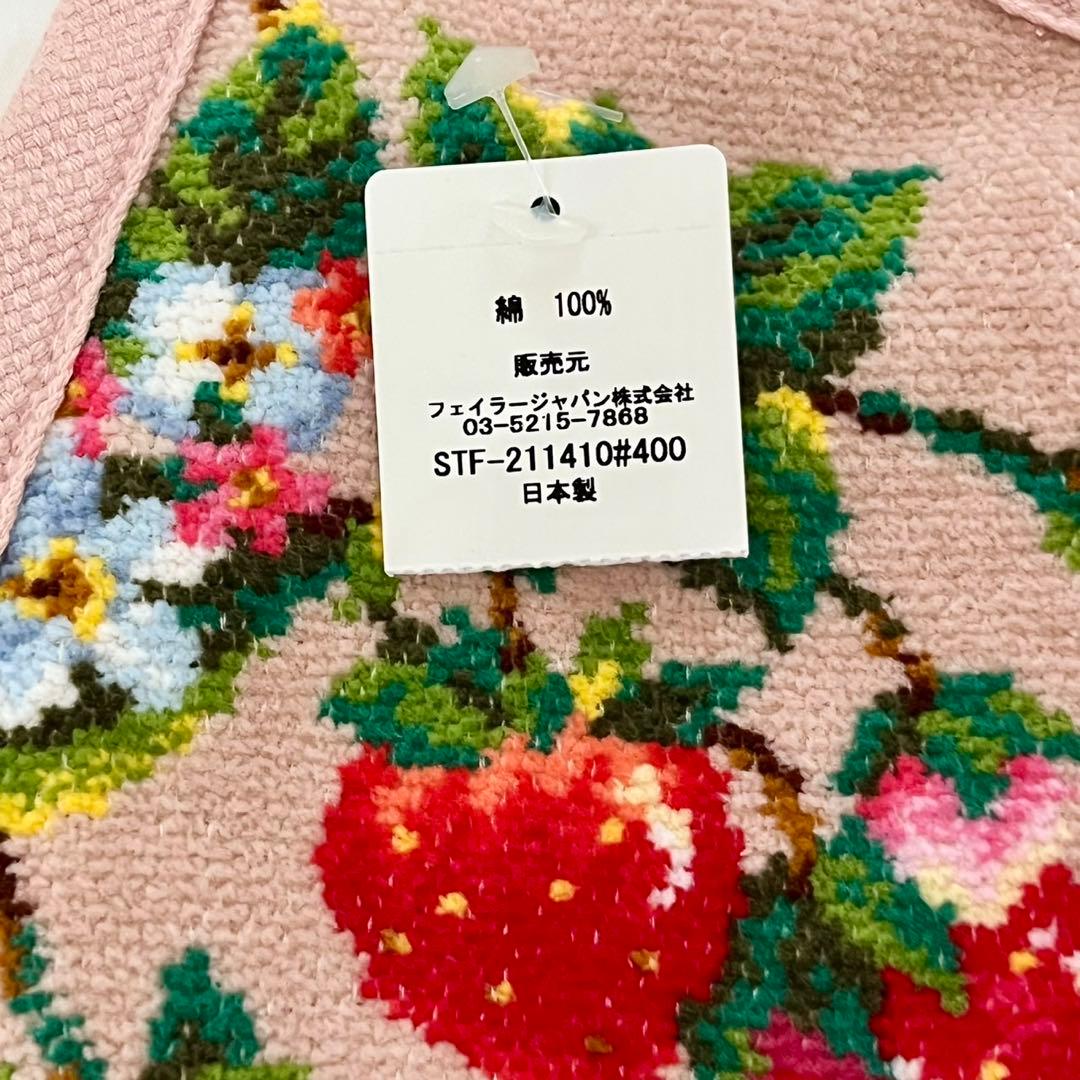 綿 100%
販売元
フェイラージャパン株式会社
03-5215-7868
STF-211410#400
日本製